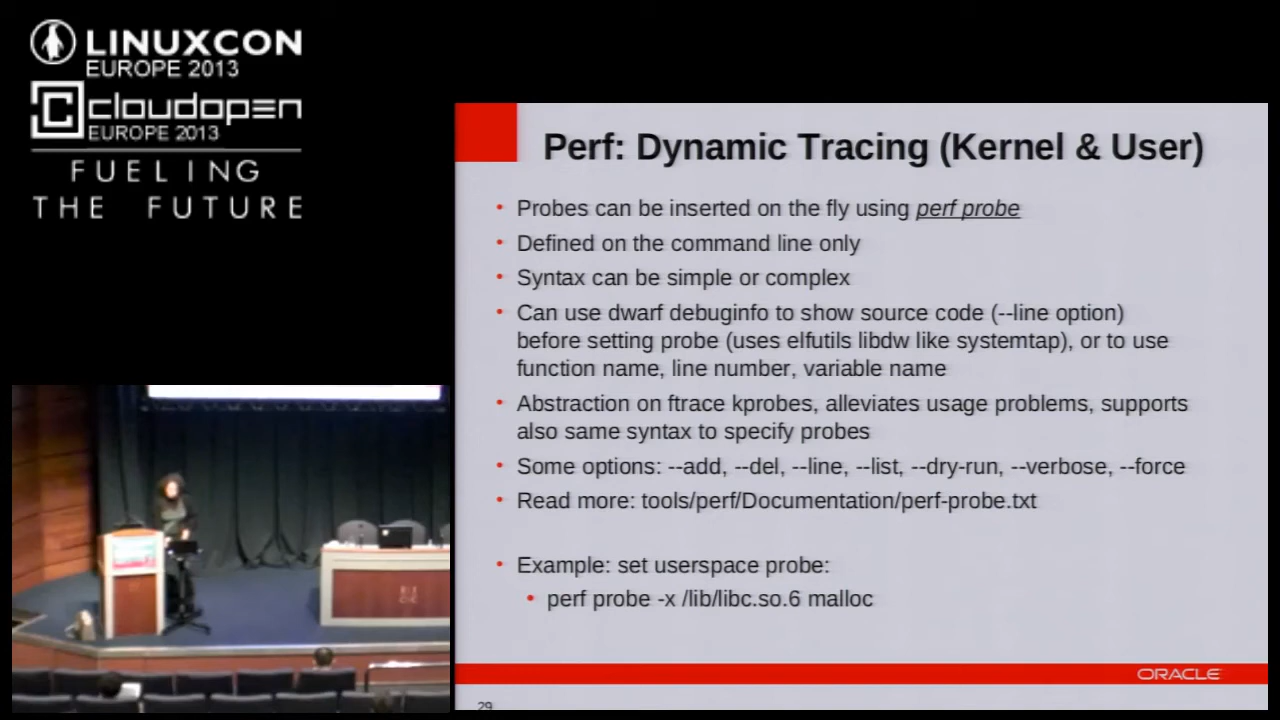 LINUXCON
EUROPE 2013
cloudopen
EUROPE 2013
FUELING
THE FUTURE
Perf: Dynamic Tracing (Kernel & User)
• Probes can be inserted on the fly using perf probe
• Defined on the command line only
• Syntax can be simple or complex
• Can use dwarf debuginfo to show source code (--line option)
before setting probe (uses elfutils libdw like systemtap), or to use
function name, line number, variable name
• Abstraction on ftrace kprobes, alleviates usage problems, supports
also same syntax to specify probes
• Some options: --add, --del, --line, --list, --dry-run, --verbose, --force
• Read more: tools/perf/Documentation/perf-probe.txt
• Example: set userspace probe:
• perf probe -x /lib/libc.so.6 malloc
ORACLE
29